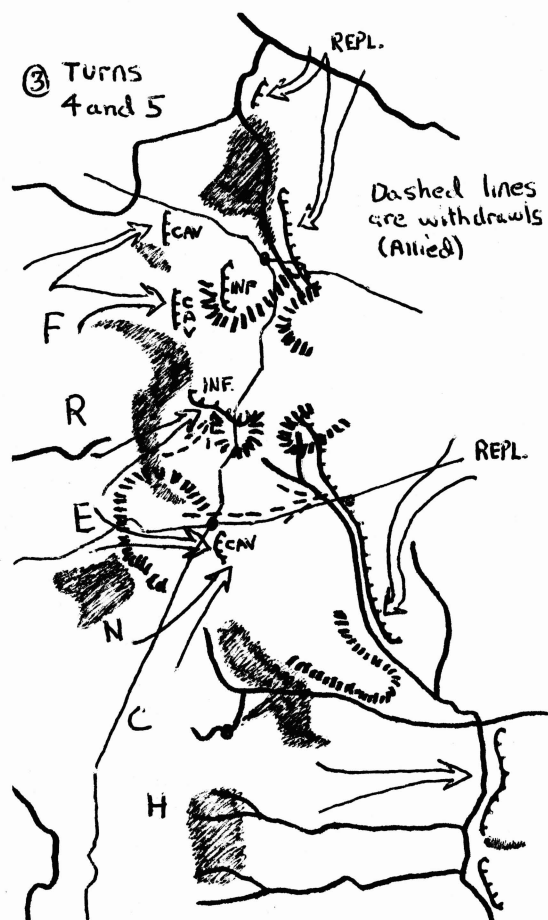 ③ Turns
4 and 5
REPL.
Dashed lines
are withdrawls
(Allied)
CAV
INF
CAV
F
INF.
R
REPL.
E
CAV
N
C
H